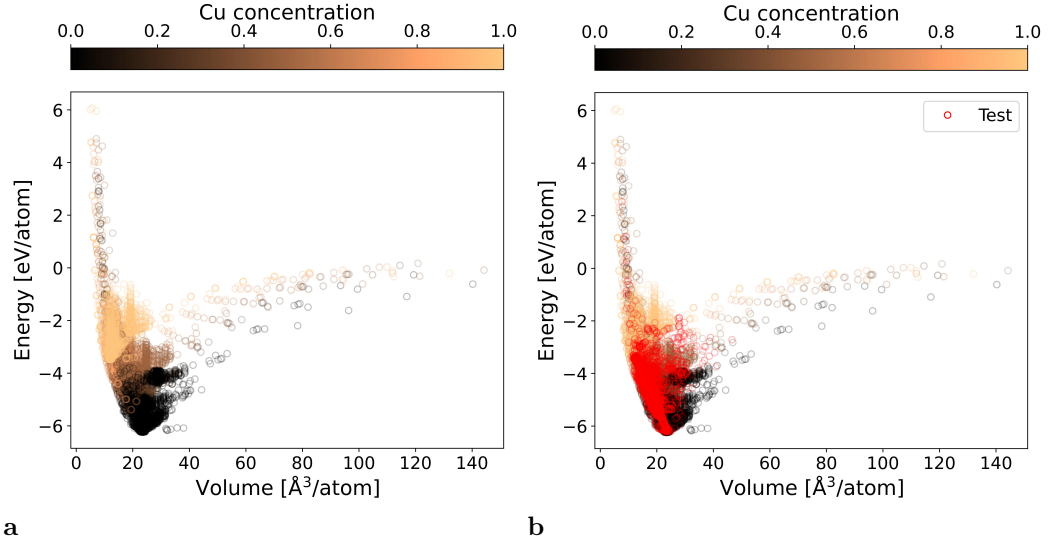 Cu concentration
0.0 0.2 0.4 0.6 0.8 1.0
6
4
2
0
−2
−4
−6
Energy [eV/atom]
0 20 40 60 80 100 120 140
Volume [Å³/atom]
a
Cu concentration
0.0 0.2 0.4 0.6 0.8 1.0
Test
6
4
2
0
−2
−4
−6
Energy [eV/atom]
0 20 40 60 80 100 120 140
Volume [Å³/atom]
b